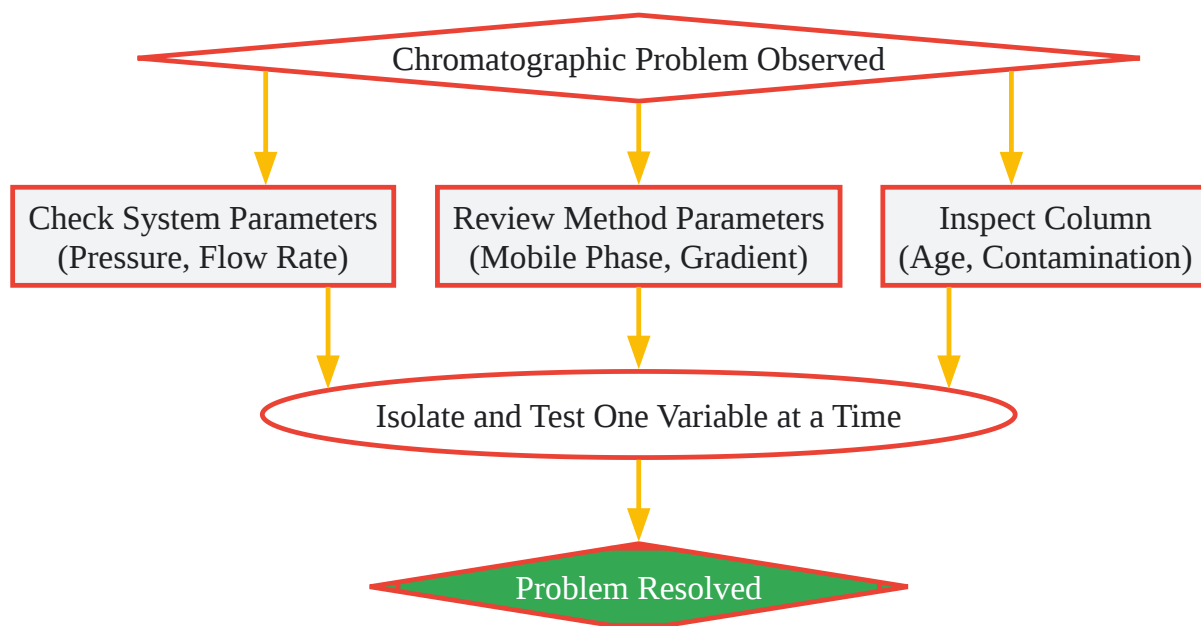 Chromatographic Problem Observed
Check System Parameters
(Pressure, Flow Rate)
Review Method Parameters
(Mobile Phase, Gradient)
Inspect Column
(Age, Contamination)
Isolate and Test One Variable at a Time
Problem Resolved